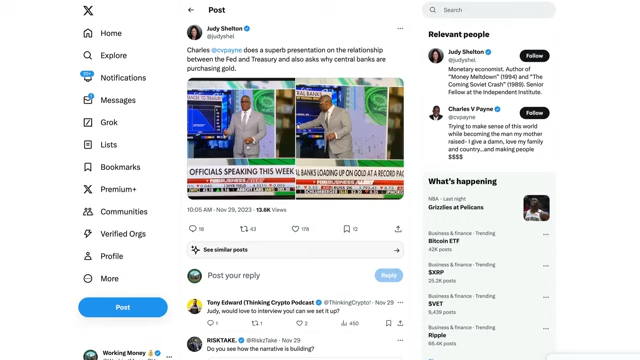 Home
Explore
20+
Notifications
Messages
Grok
Lists
Bookmarks
Premium+
Communities
Verified Orgs
Profile
More
Post
Working Money
Post
Judy Shelton
@judyshel
Charles @cvpayne does a superb presentation on the relationship
between the Fed and Treasury and also asks why central banks are
purchasing gold.
OFFICIALS SPEAKING THIS WEEK
AL BANKS LOADING UP ON GOLD AT A RECORD PAC
10:05 AM · Nov 29, 2023 · 13.6K Views
18
43
178
12
See similar posts
Post your reply
Reply
Tony Edward (Thinking Crypto Podcast) @ThinkingCrypto! · Nov 29
Judy, would love to interview you! can we set it up?
1
1
2
450
RISKTAKE. @RiskzTake · Nov 29
Do you see how the narrative is building?
Search
Relevant people
Judy Shelton
@judyshel
Follow
Monetary economist. Author of
"Money Meltdown" (1994) and "The
Coming Soviet Crash" (1989). Senior
Fellow at the Independent Institute.
Charles V Payne
@cvpayne
Follow
Trying to make sense of this world
while becoming the man my mother
raised- I give a damn, love my family
and country...and making people
$$$$
What's happening
NBA · Last night
Grizzlies at Pelicans
Business & finance · Trending
Bitcoin ETF
42K posts
Business & finance · Trending
$XRP
25.2K posts
Business & finance · Trending
$VET
9,439 posts
Business & finance · Trending
Ripple
66.4K posts